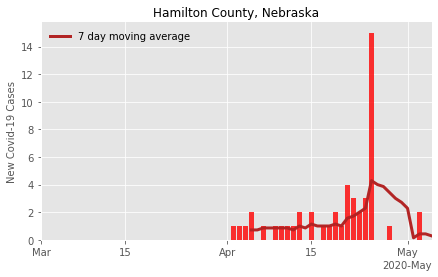 Hamilton County, Nebraska
7 day moving average
New Covid-19 Cases
14
12
10
8
6
4
2
0
Mar 15 Apr 15 May
2020-May